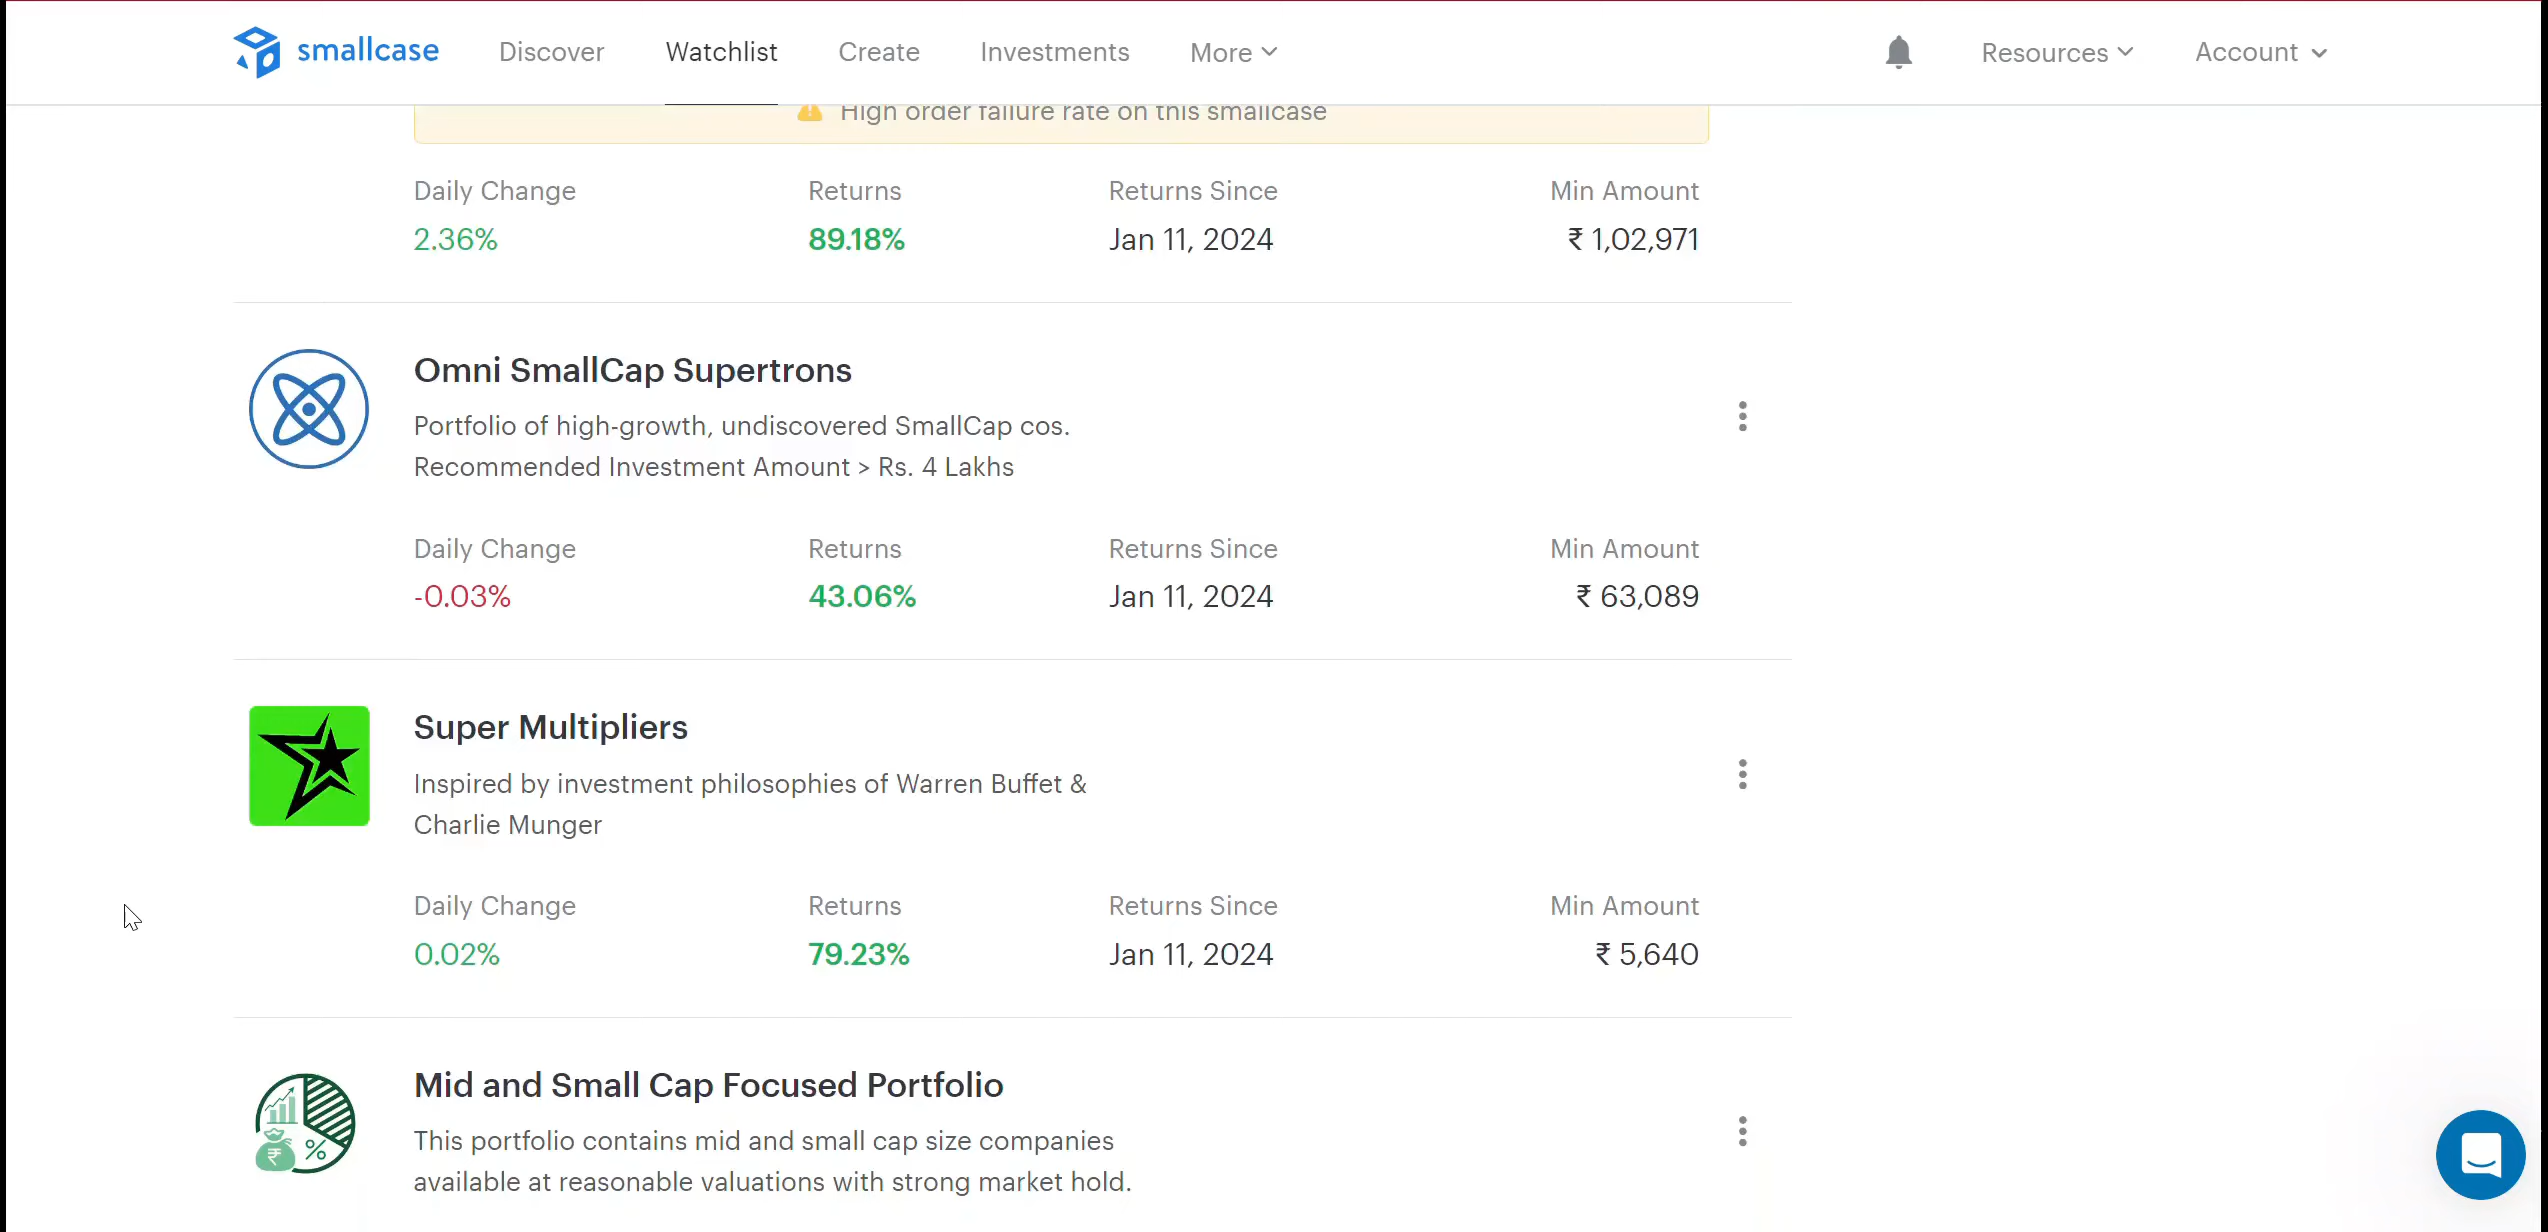 smallcase Discover Watchlist Create Investments More Resources Account
High order failure rate on this smallcase
Daily Change Returns Returns Since Min Amount
2.36% 89.18% Jan 11, 2024 ₹ 1,02,971
Omni SmallCap Supertrons
Portfolio of high-growth, undiscovered SmallCap cos.
Recommended Investment Amount > Rs. 4 Lakhs
Daily Change Returns Returns Since Min Amount
-0.03% 43.06% Jan 11, 2024 ₹ 63,089
Super Multipliers
Inspired by investment philosophies of Warren Buffet &
Charlie Munger
Daily Change Returns Returns Since Min Amount
0.02% 79.23% Jan 11, 2024 ₹ 5,640
Mid and Small Cap Focused Portfolio
This portfolio contains mid and small cap size companies
available at reasonable valuations with strong market hold.
₹ %